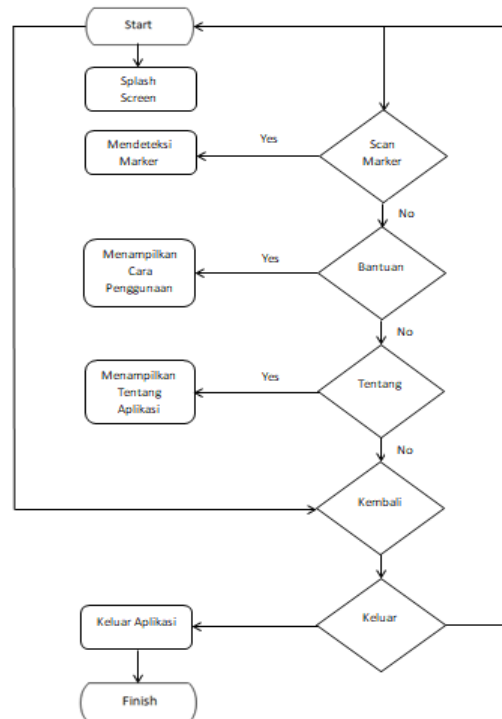 Start
Splash
Screen
Mendeteksi
Marker
Yes
Scan
Marker
No
Menampilkan
Cara
Penggunaan
Yes
Bantuan
No
Menampilkan
Tentang
Aplikasi
Yes
Tentang
No
Kembali
Keluar Aplikasi
Keluar
Finish